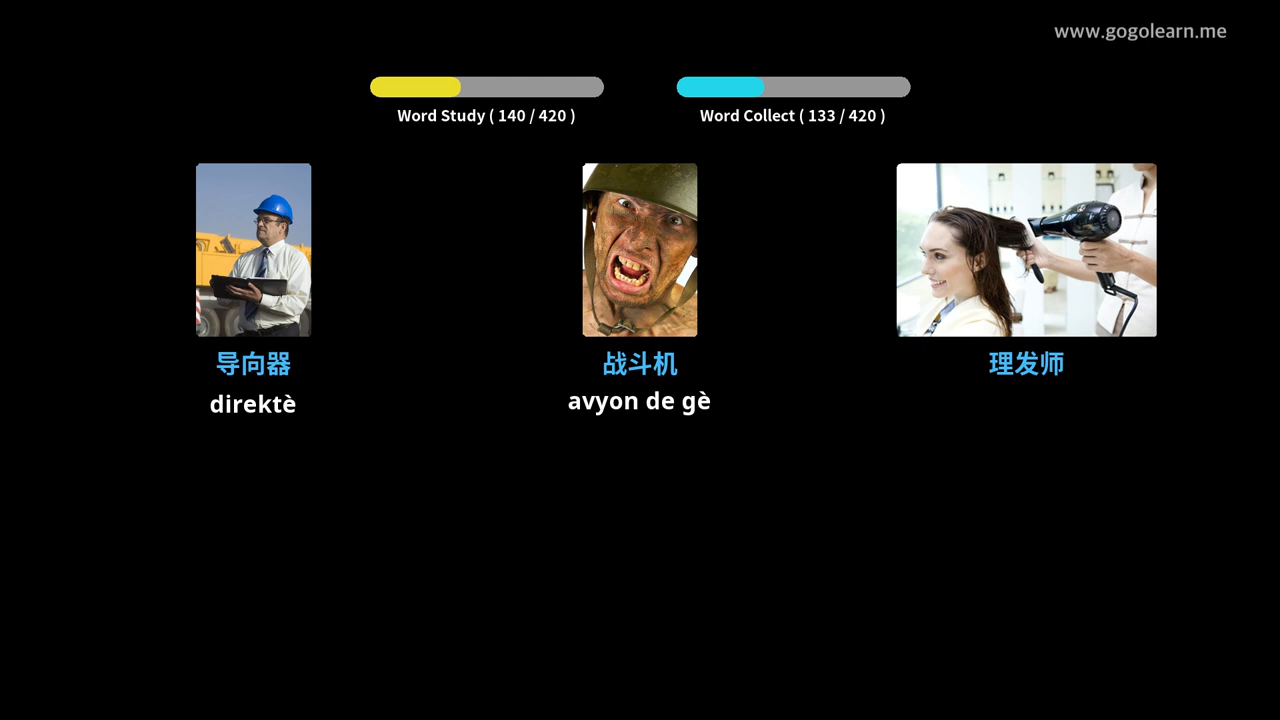 www.gogolearn.me
Word Study ( 140 / 420 )
Word Collect ( 133 / 420 )
导向器
战斗机
理发师
direktè
avyon de gè